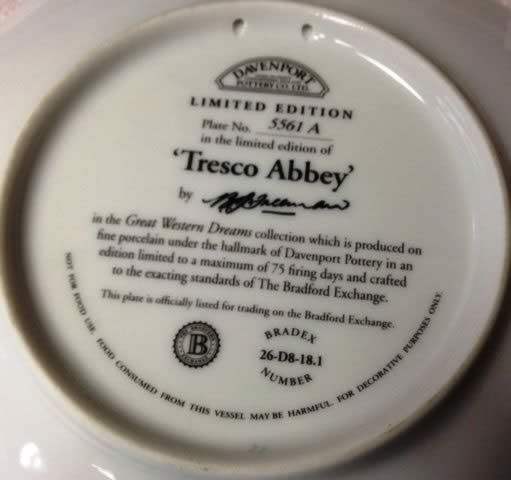 DAVENPORT
POTTERY CO. LTD.
LIMITED EDITION
Plate No. 5561 A
in the limited edition of
‘Tresco Abbey’
by
in the Great Western Dreams collection which is produced on
fine porcelain under the hallmark of Davenport Pottery in an
edition limited to a maximum of 75 firing days and crafted
to the exacting standards of The Bradford Exchange.
This plate is officially listed for trading on the Bradford Exchange.
B
BRADEX
26-D8-18.1
NUMBER
NOT FOR FOOD USE. FOOD CONSUMED FROM THIS VESSEL MAY BE HARMFUL. FOR DECORATIVE PURPOSES ONLY.